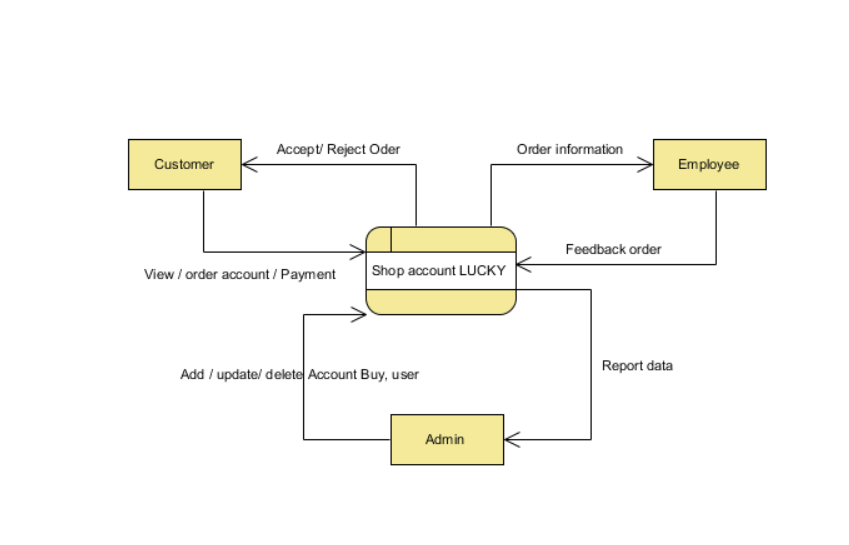 Accept/ Reject Oder
Order information
Customer
Employee
Feedback order
Shop account LUCKY
View / order account / Payment
Report data
Add / update/ delete Account Buy, user
Admin